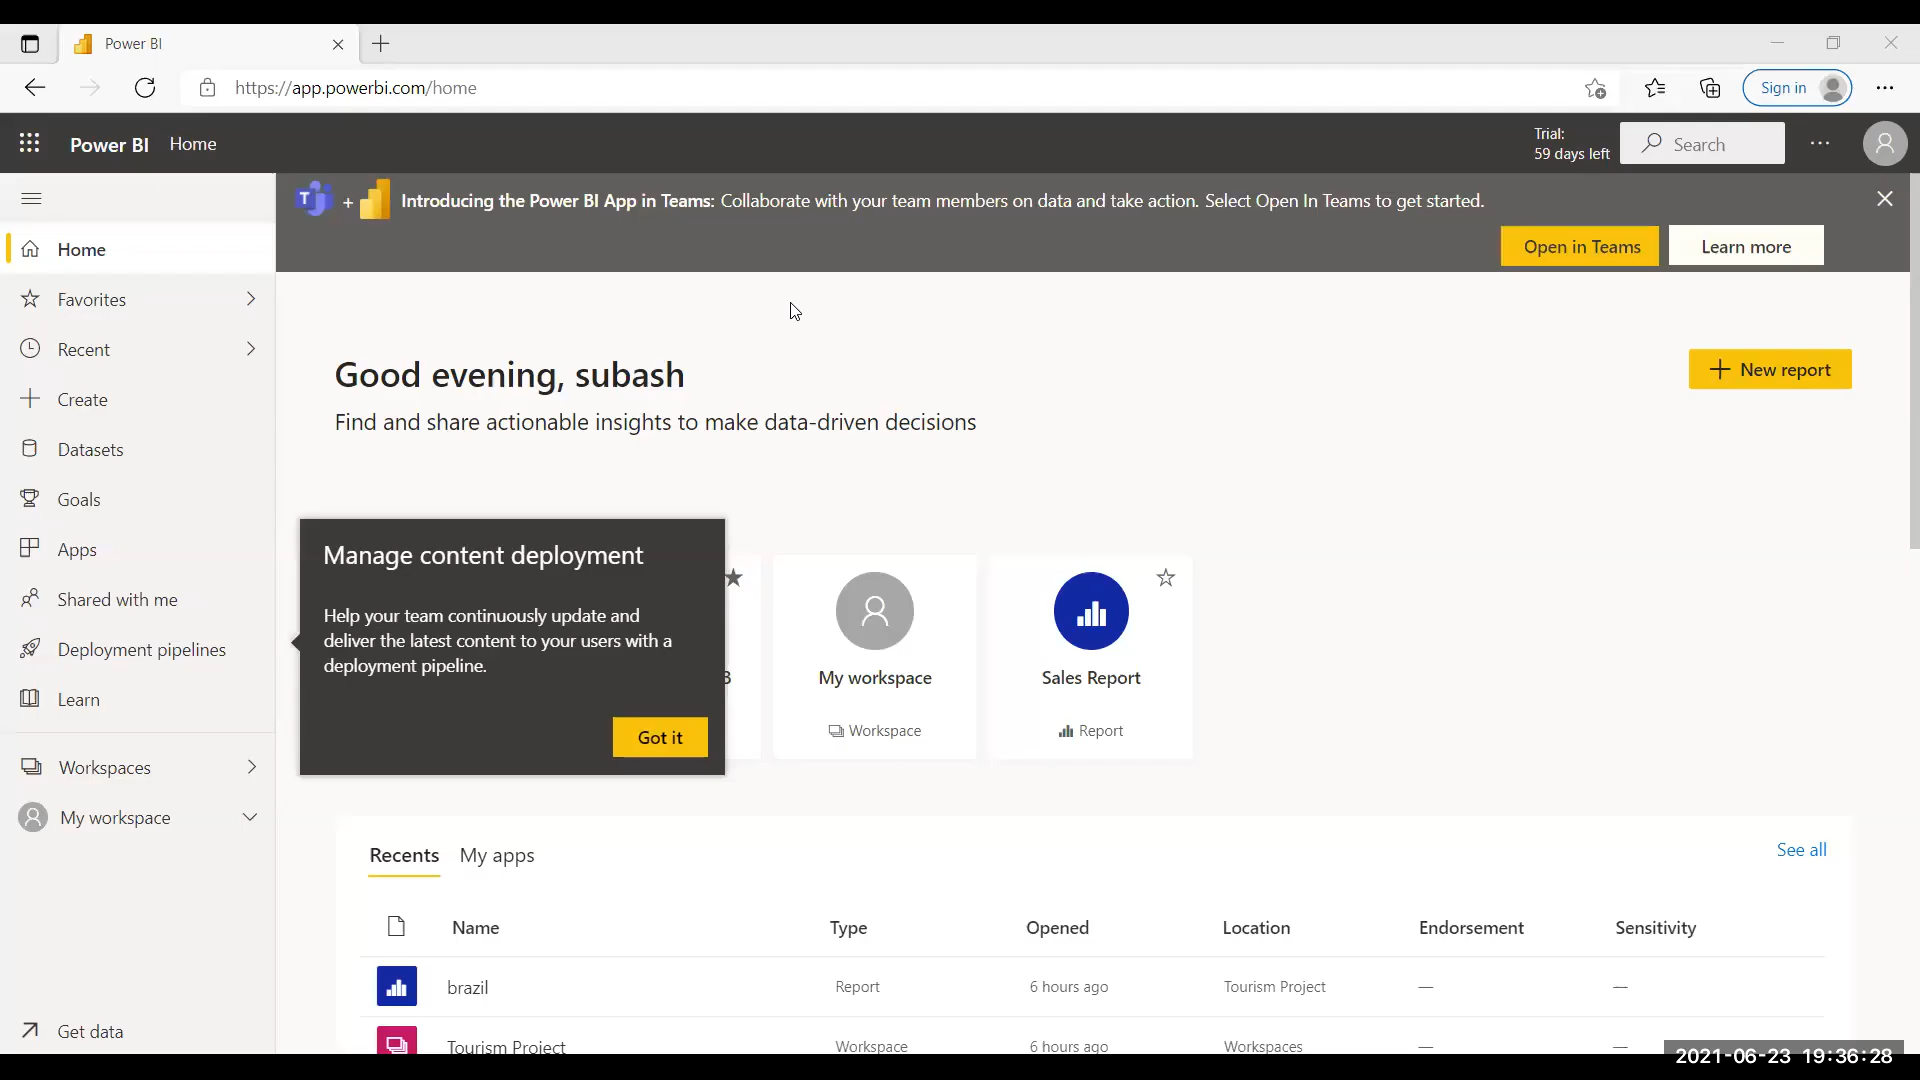 Power BI
https://app.powerbi.com/home
Sign in
Power BI Home
Trial:
59 days left
Search
Introducing the Power BI App in Teams: Collaborate with your team members on data and take action. Select Open In Teams to get started.
Open in Teams
Learn more
Home
Favorites
Recent
Create
Datasets
Goals
Apps
Shared with me
Deployment pipelines
Learn
Workspaces
My workspace
Get data
Good evening, subash
Find and share actionable insights to make data-driven decisions
New report
Manage content deployment
Help your team continuously update and
deliver the latest content to your users with a
deployment pipeline.
Got it
My workspace
Workspace
Sales Report
Report
Recents My apps
See all
Name Type Opened Location Endorsement Sensitivity
brazil Report 6 hours ago Tourism Project — —
Tourism Project Workspace 6 hours ago Workspaces — —
2021-06-23 19:36:28